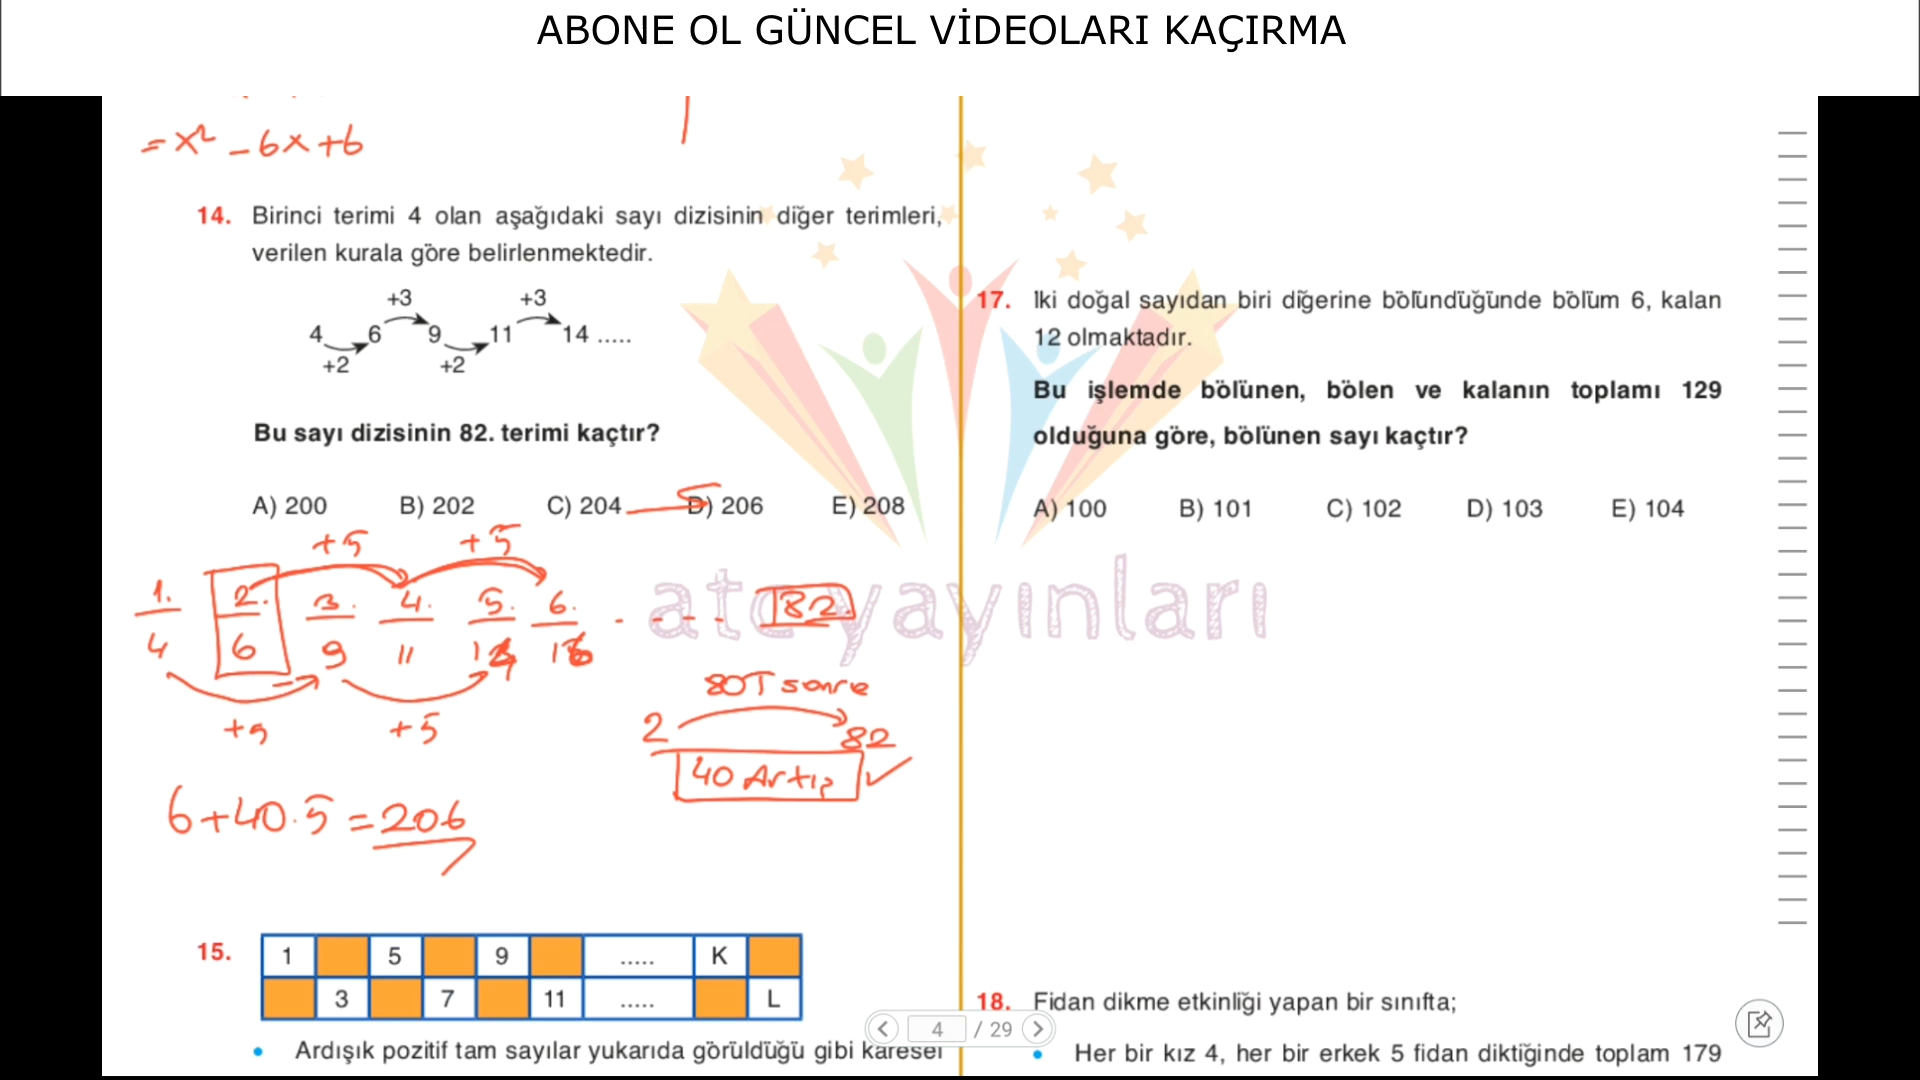 ABONE OL GÜNCEL VİDEOLARI KAÇIRMA
= x² - 6x + 6
14. Birinci terimi 4 olan aşağıdaki sayı dizisinin diğer terimleri,
verilen kurala göre belirlenmektedir.
+3 +3
4 6 9 11 14 .....
+2 +2
Bu sayı dizisinin 82. terimi kaçtır?
A) 200 B) 202 C) 204 D) 206 E) 208
+5 +5
1. 2. 3. 4. 5. 6. - - - - 82.
4 6 9 11 14 16
+5 +5
80T sonra
2 82
40 Artış
6+40.5 = 206
15. 1 5 9 ..... K
3 7 11 ..... L
• Ardışık pozitif tam sayılar yukarıda görüldüğü gibi karesel
17. İki doğal sayıdan biri diğerine bölündüğünde bölüm 6, kalan
12 olmaktadır.
Bu işlemde bölünen, bölen ve kalanın toplamı 129
olduğuna göre, bölünen sayı kaçtır?
A) 100 B) 101 C) 102 D) 103 E) 104
yayınları
18. Fidan dikme etkinliği yapan bir sınıfta;
• Her bir kız 4, her bir erkek 5 fidan diktiğinde toplam 179
4 / 29